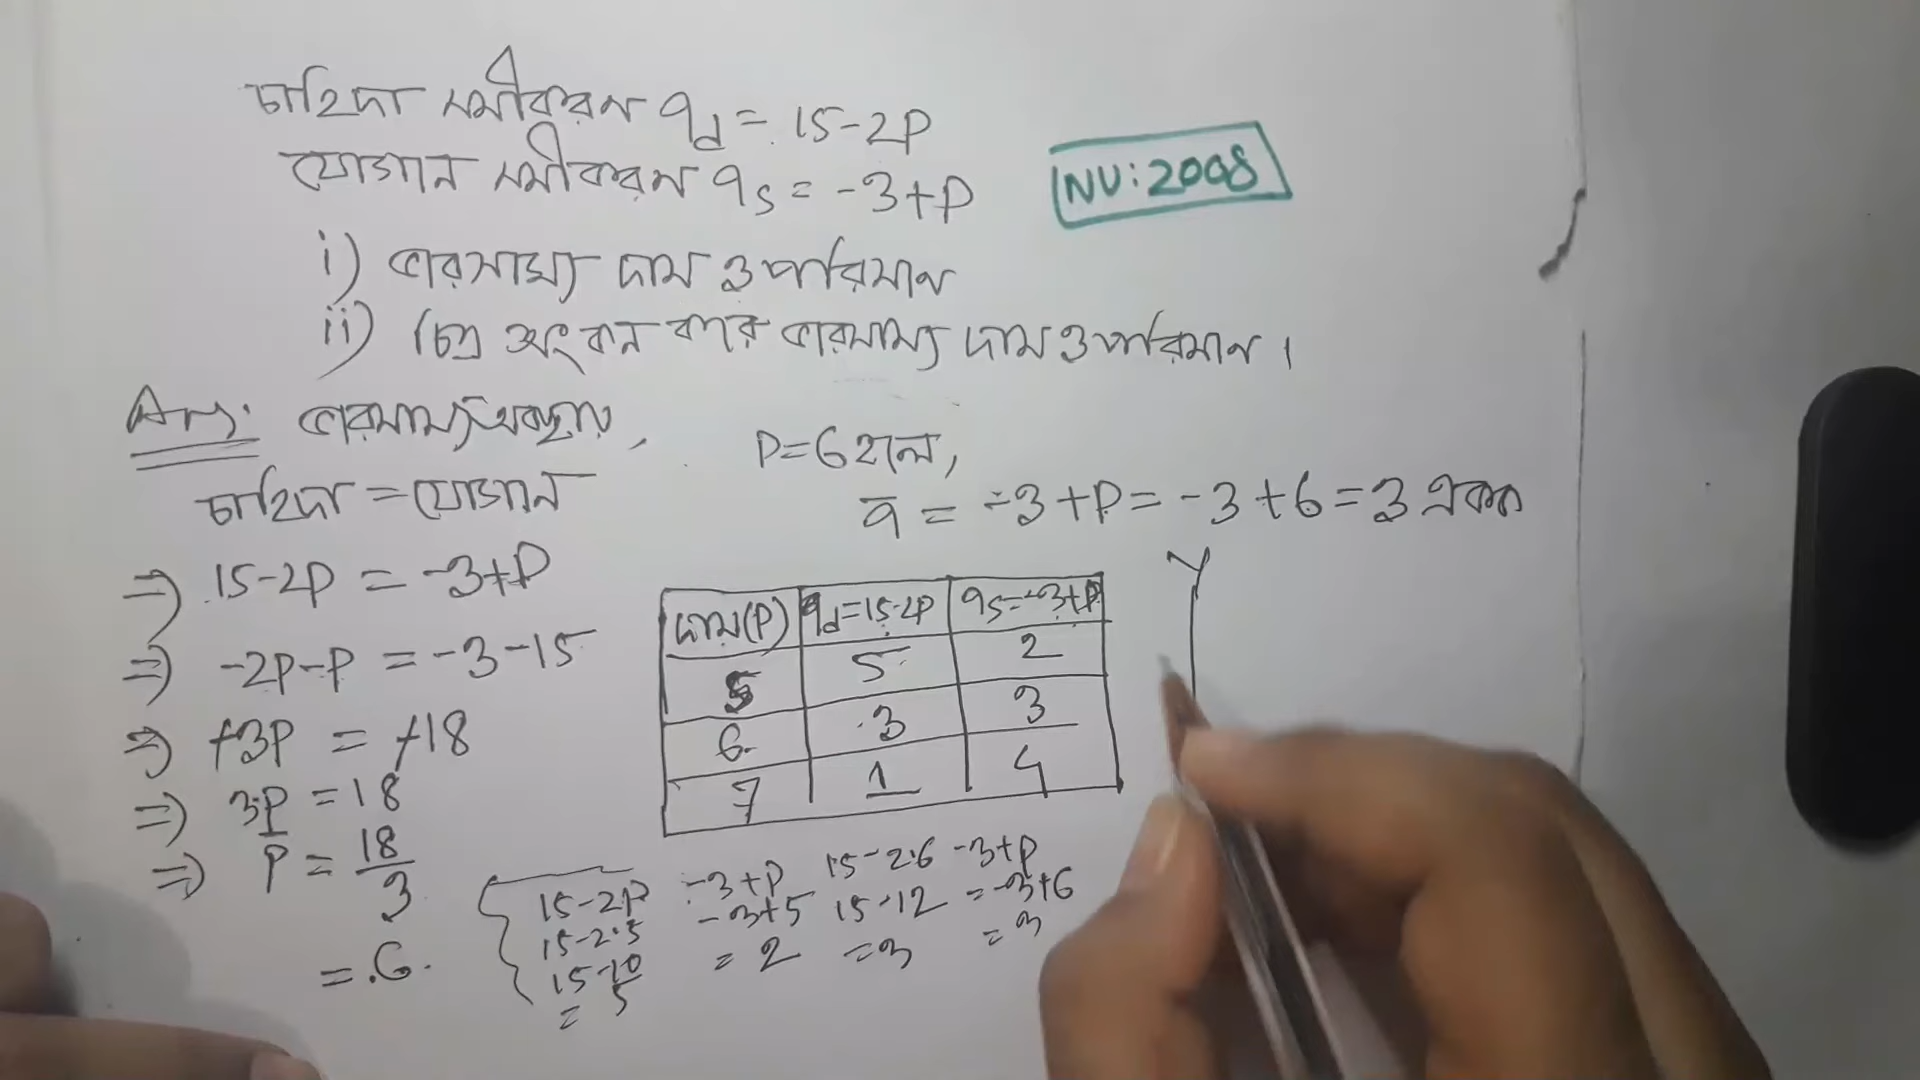 চাহিদা সমীকরণ qd = 15-2P
যোগান সমীকরণ qs = -3+P
NU:2008
i) ভারসাম্য দাম ও পরিমান
ii) চিত্র অংকন করে ভারসাম্য দাম ও পরিমান ।
Ans: ভারসাম্য অবস্থায়,
চাহিদা = যোগান
⇒ 15-2P = -3+P
⇒ -2P-P = -3-15
⇒ +3P = +18
⇒ 3P = 18
⇒ P = 18/3
= 6.
P=6 হলে,
q = -3+P = -3+6 = 3 একক
দাম(P) qd=15-2P qs=-3+P
5 5 2
6 3 3
7 1 4
Y
15-2P
15-2·5
15-10
= 5
-3+P
-3+5
= 2
15-2·6
15-12
=3
-3+P
=-3+6
=3